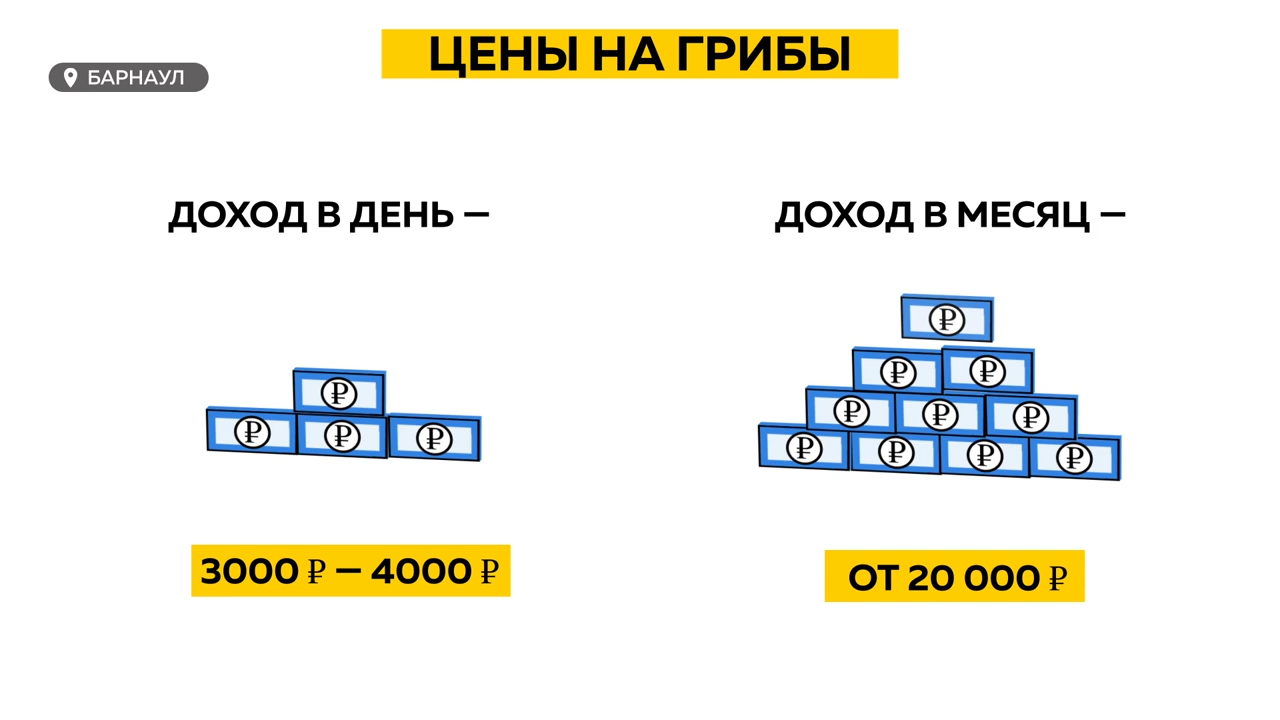 ЦЕНЫ НА ГРИБЫ
БАРНАУЛ
ДОХОД В ДЕНЬ —
ДОХОД В МЕСЯЦ —
₽
₽
₽ ₽
₽
₽ ₽ ₽
₽ ₽ ₽
₽ ₽ ₽ ₽
3000 ₽ — 4000 ₽
ОТ 20 000 ₽